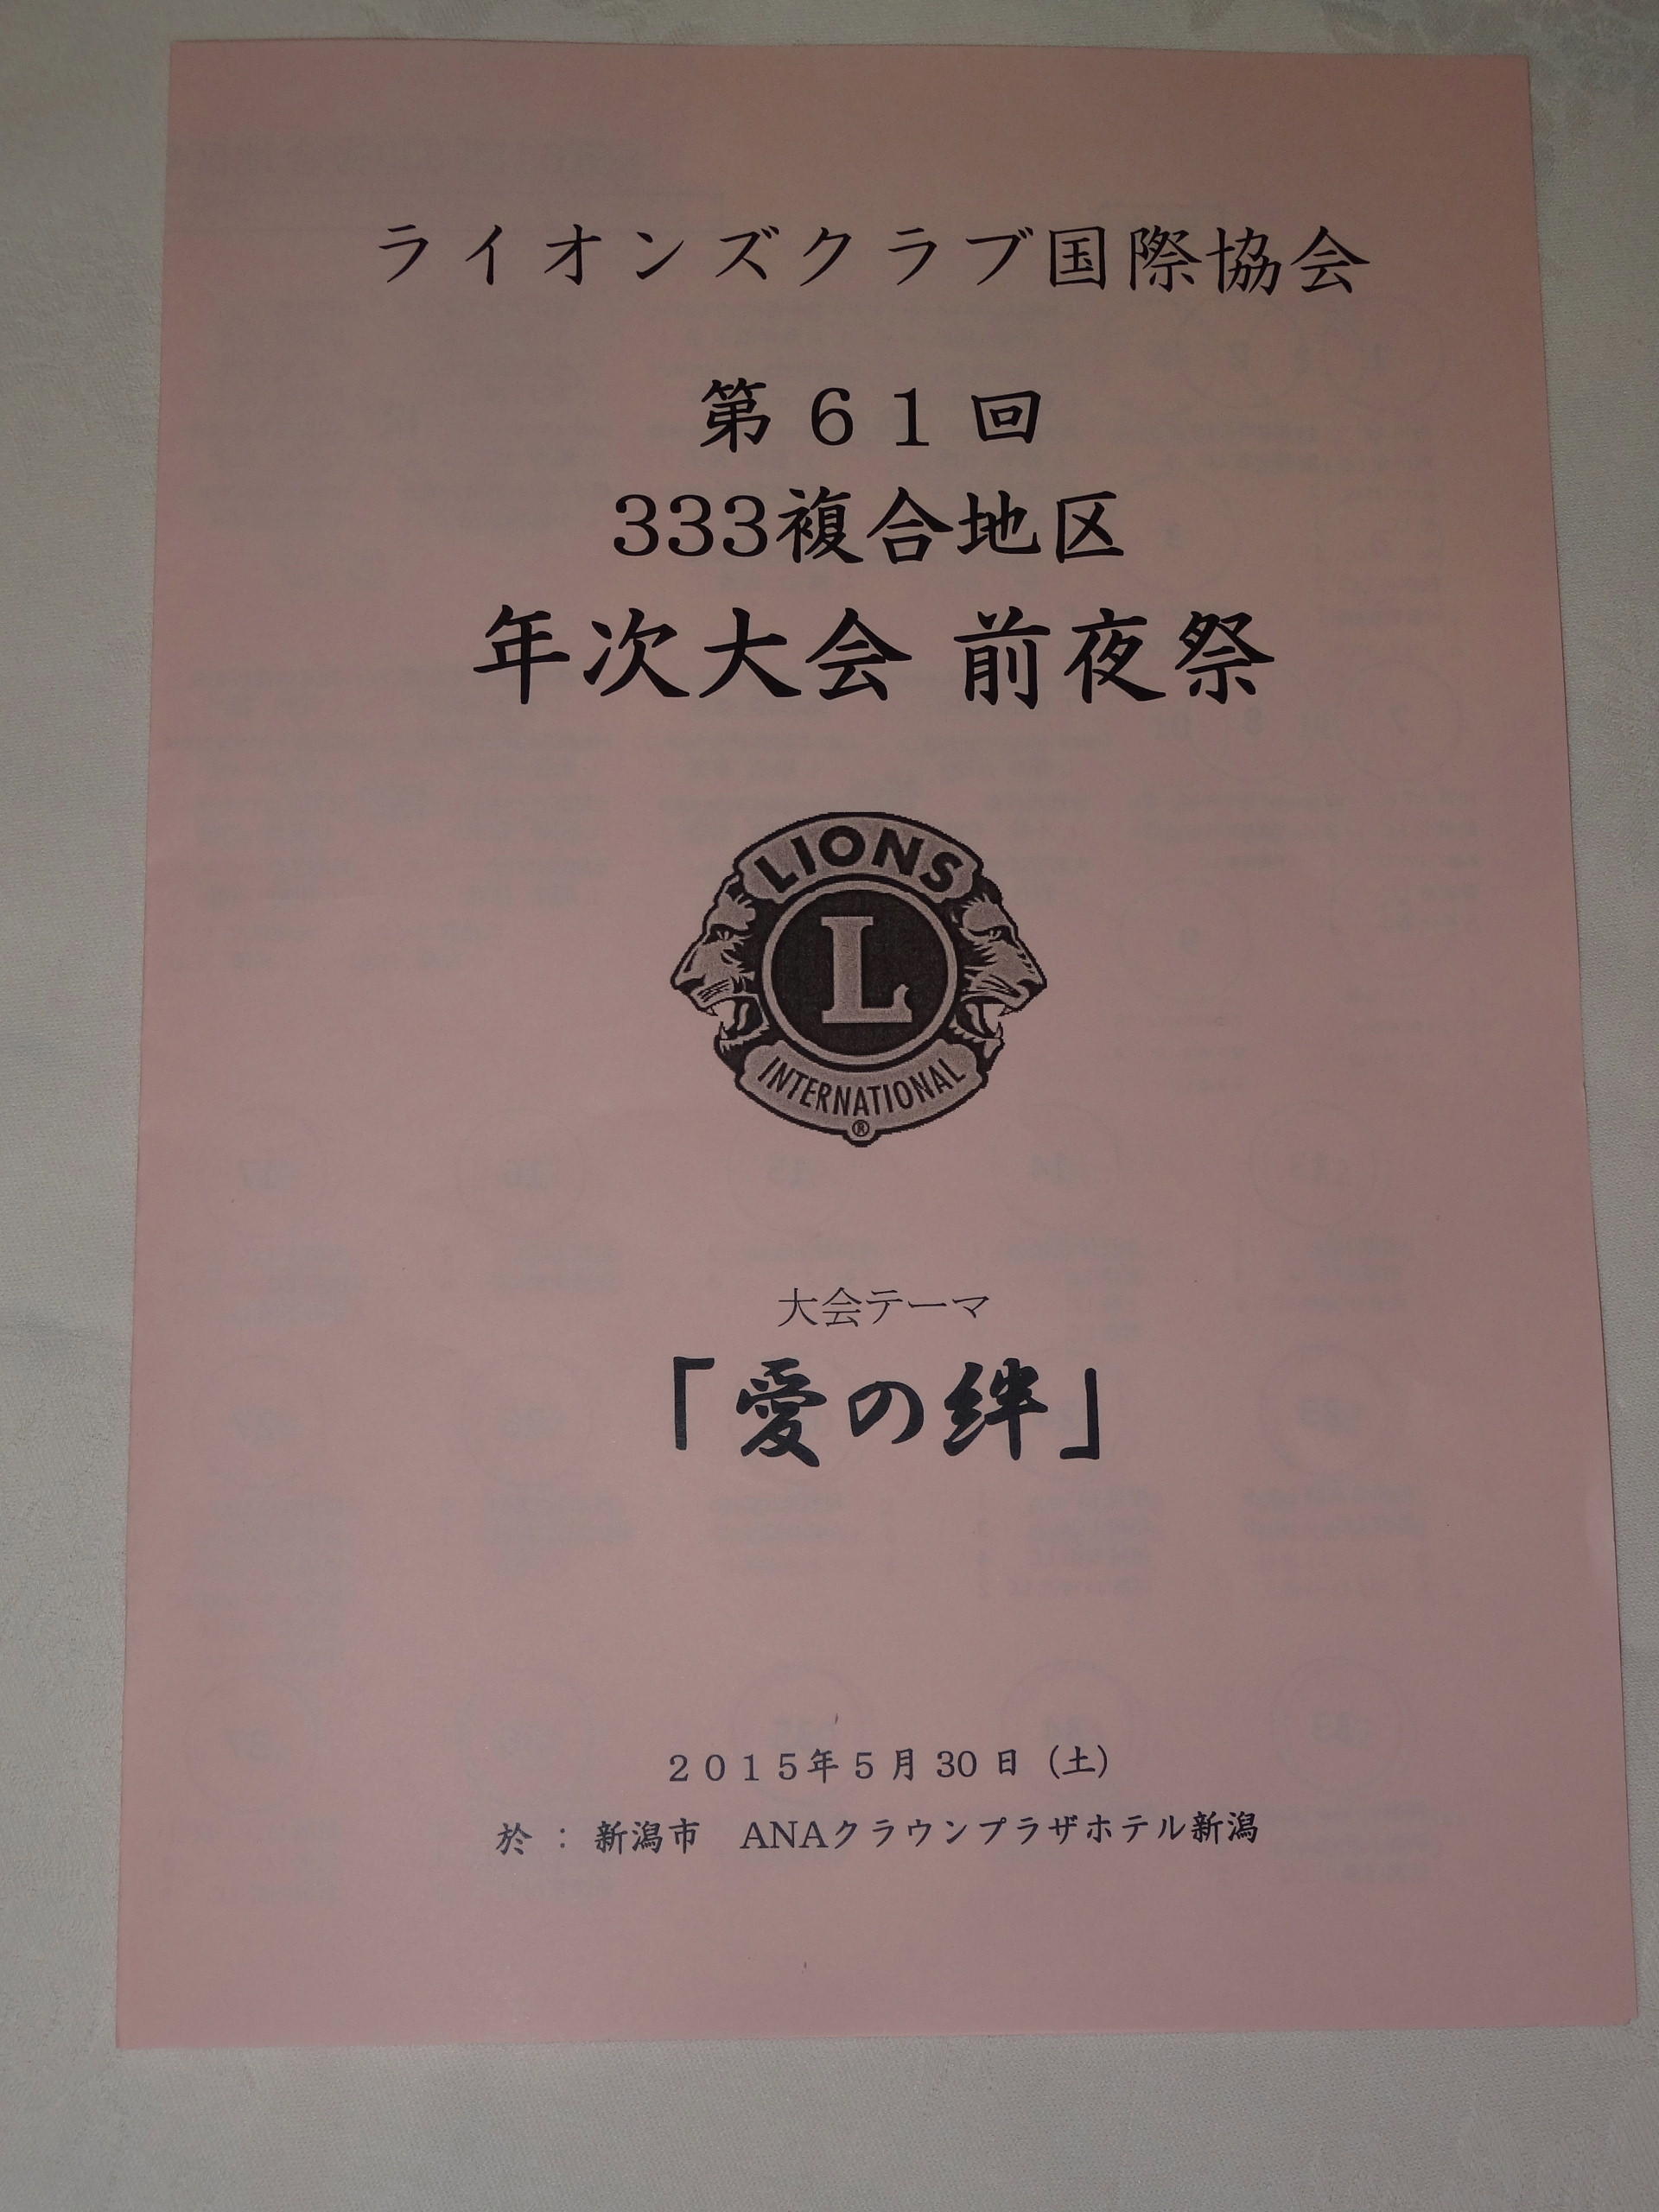 ライオンズクラブ国際協会
第６１回
333複合地区
年次大会 前夜祭
LIONS
L
INTERNATIONAL
®
大会テーマ
「愛の絆」
２０１５年５月30日（土）
於：新潟市　ANAクラウンプラザホテル新潟